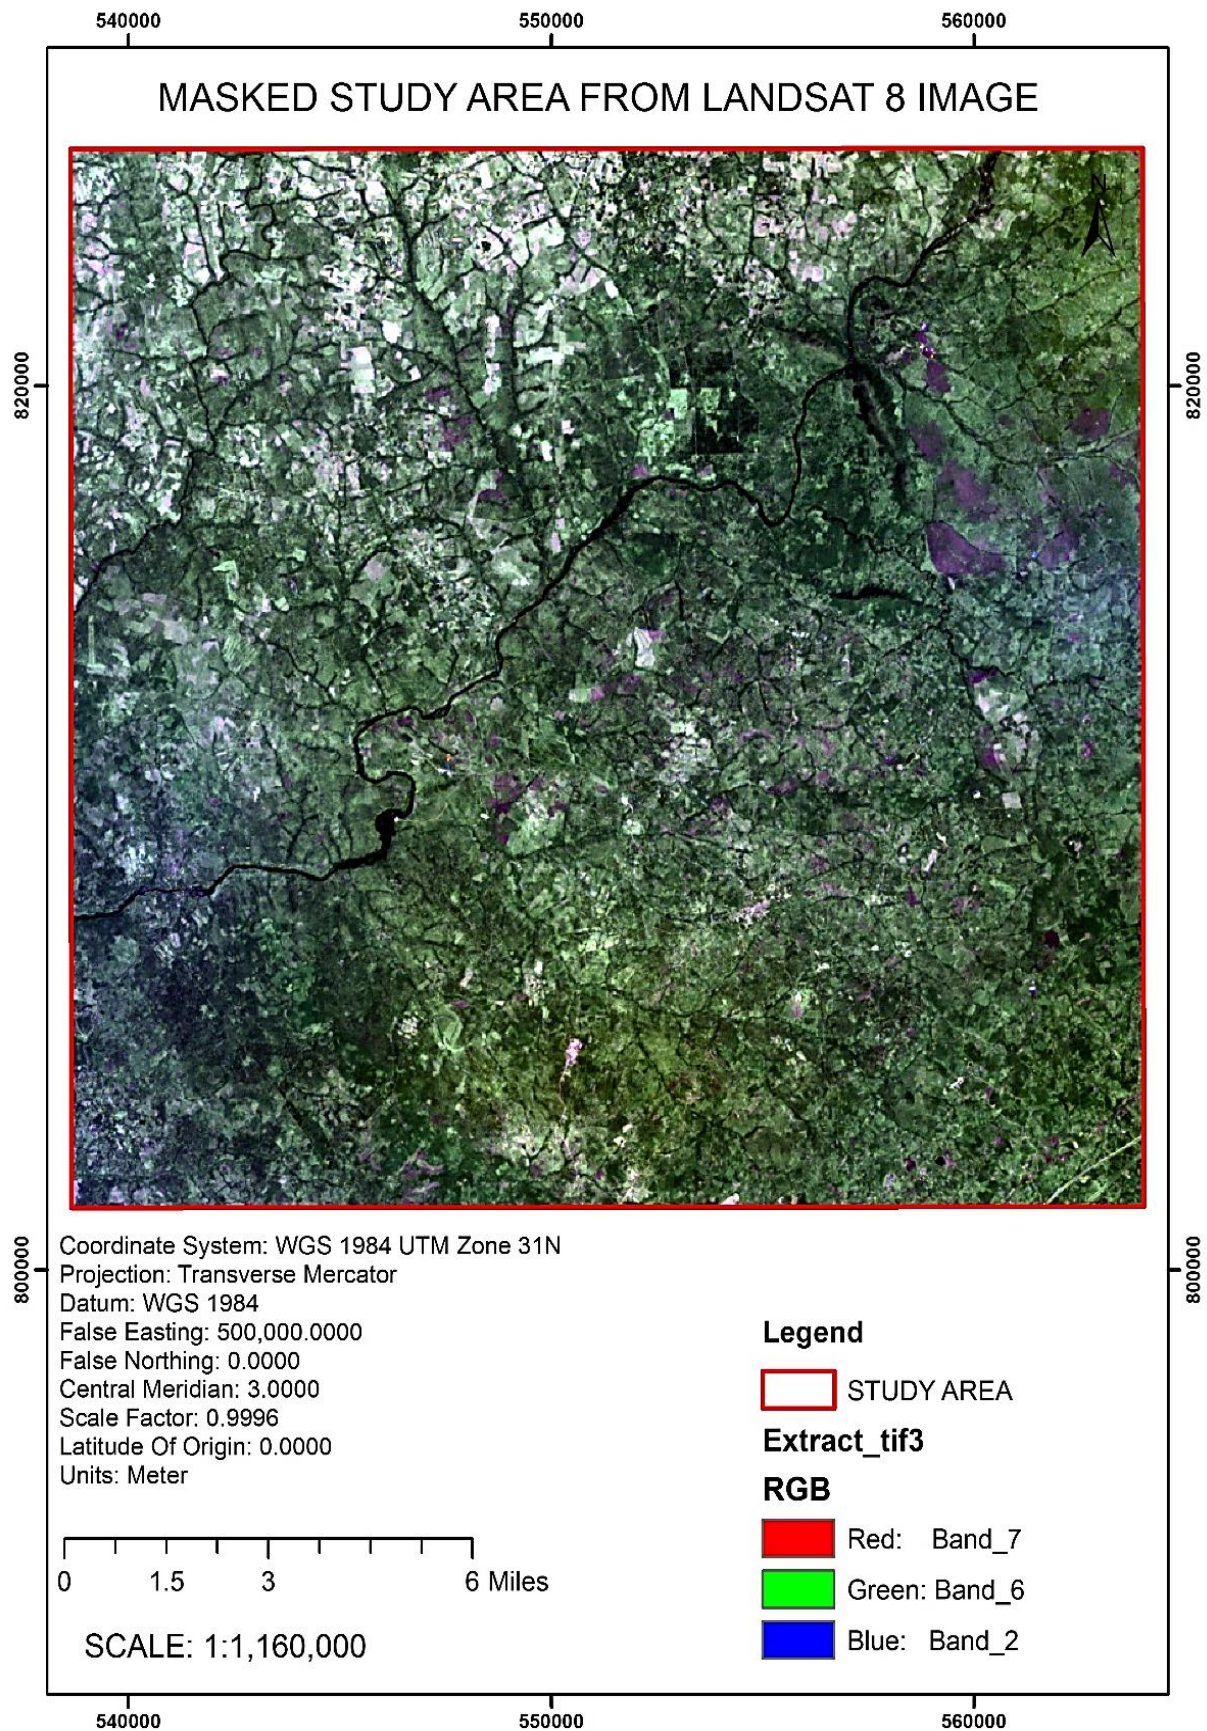 540000 550000 560000
MASKED STUDY AREA FROM LANDSAT 8 IMAGE
N
820000 820000
800000 800000
Coordinate System: WGS 1984 UTM Zone 31N
Projection: Transverse Mercator
Datum: WGS 1984
False Easting: 500,000.0000
False Northing: 0.0000
Central Meridian: 3.0000
Scale Factor: 0.9996
Latitude Of Origin: 0.0000
Units: Meter
Legend
STUDY AREA
Extract_tif3
RGB
Red: Band_7
Green: Band_6
Blue: Band_2
0 1.5 3 6 Miles
SCALE: 1:1,160,000
540000 550000 560000